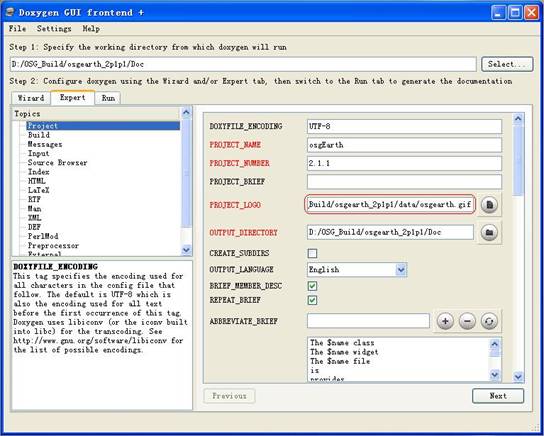 Doxygen GUI frontend +
File Settings Help
Step 1: Specify the working directory from which doxygen will run
D:/OSG_Build/osgearth_2p1p1/Doc
Select...
Step 2: Configure doxygen using the Wizard and/or Expert tab, then switch to the Run tab to generate the documentation
Wizard Expert Run
Topics
Project
Build
Messages
Input
Source Browser
Index
HTML
LaTeX
RTF
Man
XML
DEF
PerlMod
Preprocessor
External
DOXYFILE_ENCODING
This tag specifies the encoding used for
all characters in the config file that
follow. The default is UTF-8 which is
also the encoding used for all text
before the first occurrence of this tag.
Doxygen uses libiconv (or the iconv built
into libc) for the transcoding. See
http://www.gnu.org/software/libiconv for
the list of possible encodings.
DOXYFILE_ENCODING UTF-8
PROJECT_NAME osgEarth
PROJECT_NUMBER 2.1.1
PROJECT_BRIEF
PROJECT_LOGO Build/osgearth_2p1p1/data/osgearth.gif
OUTPUT_DIRECTORY D:/OSG_Build/osgearth_2p1p1/Doc
CREATE_SUBDIRS
OUTPUT_LANGUAGE English
BRIEF_MEMBER_DESC
REPEAT_BRIEF
ABBREVIATE_BRIEF
The $name class
The $name widget
The $name file
is
provides
Previous Next